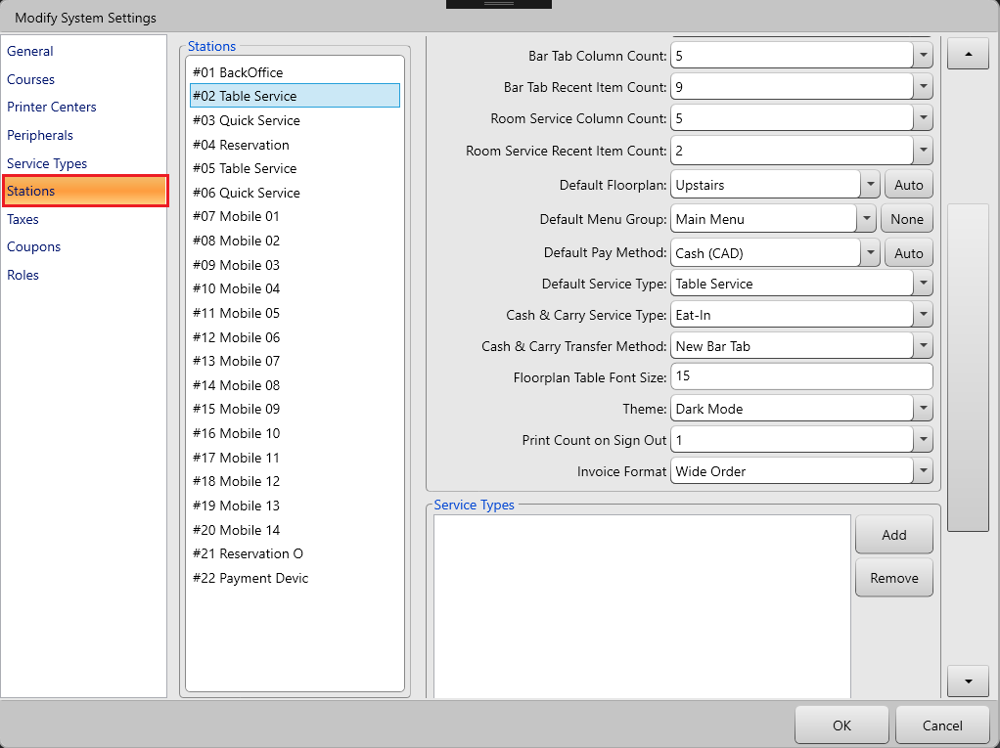 Modify System Settings
General
Courses
Printer Centers
Peripherals
Service Types
Stations
Taxes
Coupons
Roles
Stations
#01 BackOffice
#02 Table Service
#03 Quick Service
#04 Reservation
#05 Table Service
#06 Quick Service
#07 Mobile 01
#08 Mobile 02
#09 Mobile 03
#10 Mobile 04
#11 Mobile 05
#12 Mobile 06
#13 Mobile 07
#14 Mobile 08
#15 Mobile 09
#16 Mobile 10
#17 Mobile 11
#18 Mobile 12
#19 Mobile 13
#20 Mobile 14
#21 Reservation O
#22 Payment Devic
Bar Tab Column Count: 5
Bar Tab Recent Item Count: 9
Room Service Column Count: 5
Room Service Recent Item Count: 2
Default Floorplan: Upstairs Auto
Default Menu Group: Main Menu None
Default Pay Method: Cash (CAD) Auto
Default Service Type: Table Service
Cash & Carry Service Type: Eat-In
Cash & Carry Transfer Method: New Bar Tab
Floorplan Table Font Size: 15
Theme: Dark Mode
Print Count on Sign Out 1
Invoice Format Wide Order
Service Types
Add
Remove
OK Cancel